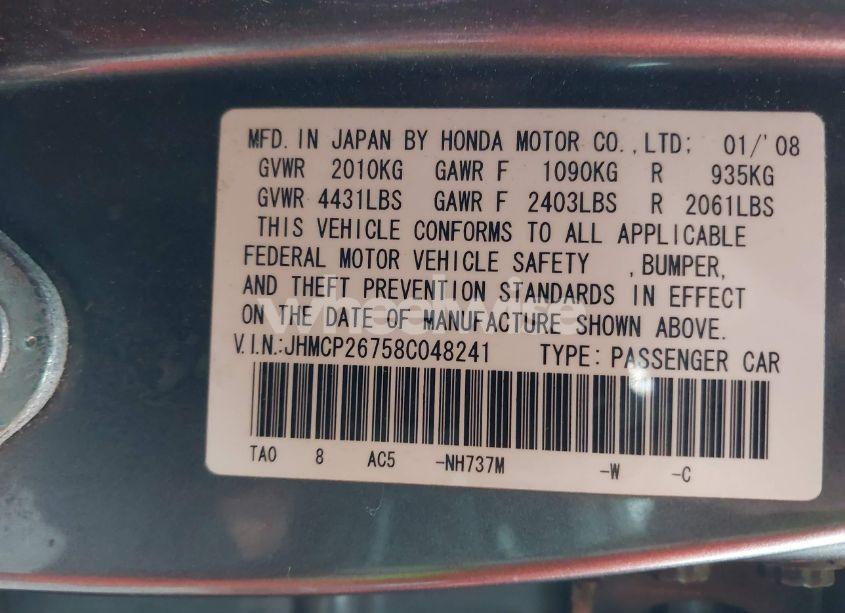 MFD. IN JAPAN BY HONDA MOTOR CO.,LTD; 01/'08
GVWR 2010KG GAWR F 1090KG R 935KG
GVWR 4431LBS GAWR F 2403LBS R 2061LBS
THIS VEHICLE CONFORMS TO ALL APPLICABLE
FEDERAL MOTOR VEHICLE SAFETY , BUMPER,
AND THEFT PREVENTION STANDARDS IN EFFECT
ON THE DATE OF MANUFACTURE SHOWN ABOVE.
V.I.N.:JHMCP26758C048241 TYPE: PASSENGER CAR
TA0 8 AC5 -NH737M -W -C
wheelwise